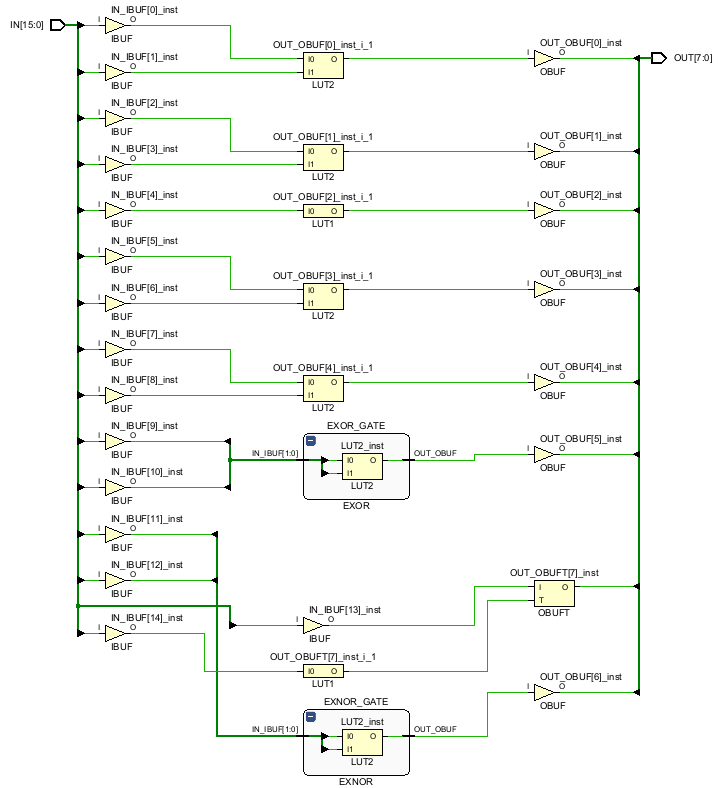 IN[15:0]
IN_IBUF[0]_inst
I
O
IBUF
IN_IBUF[1]_inst
I
O
IBUF
OUT_OBUF[0]_inst_i_1
I0
O
I1
LUT2
OUT_OBUF[0]_inst
I
O
OBUF
OUT[7:0]
IN_IBUF[2]_inst
I
O
IBUF
IN_IBUF[3]_inst
I
O
IBUF
OUT_OBUF[1]_inst_i_1
I0
O
I1
LUT2
OUT_OBUF[1]_inst
I
O
OBUF
IN_IBUF[4]_inst
I
O
IBUF
OUT_OBUF[2]_inst_i_1
I0
O
LUT1
OUT_OBUF[2]_inst
I
O
OBUF
IN_IBUF[5]_inst
I
O
IBUF
IN_IBUF[6]_inst
I
O
IBUF
OUT_OBUF[3]_inst_i_1
I0
O
I1
LUT2
OUT_OBUF[3]_inst
I
O
OBUF
IN_IBUF[7]_inst
I
O
IBUF
IN_IBUF[8]_inst
I
O
IBUF
OUT_OBUF[4]_inst_i_1
I0
O
I1
LUT2
OUT_OBUF[4]_inst
I
O
OBUF
IN_IBUF[9]_inst
I
O
IBUF
IN_IBUF[10]_inst
I
O
IBUF
EXOR_GATE
IN_IBUF[1:0]
LUT2_inst
I0
O
I1
LUT2
OUT_OBUF
EXOR
OUT_OBUF[5]_inst
I
O
OBUF
IN_IBUF[11]_inst
I
O
IBUF
IN_IBUF[12]_inst
I
O
IBUF
IN_IBUF[13]_inst
I
O
IBUF
OUT_OBUFT[7]_inst
I
O
T
OBUFT
IN_IBUF[14]_inst
I
O
IBUF
OUT_OBUFT[7]_inst_i_1
I0
O
LUT1
EXNOR_GATE
IN_IBUF[1:0]
LUT2_inst
I0
O
I1
LUT2
OUT_OBUF
EXNOR
OUT_OBUF[6]_inst
I
O
OBUF